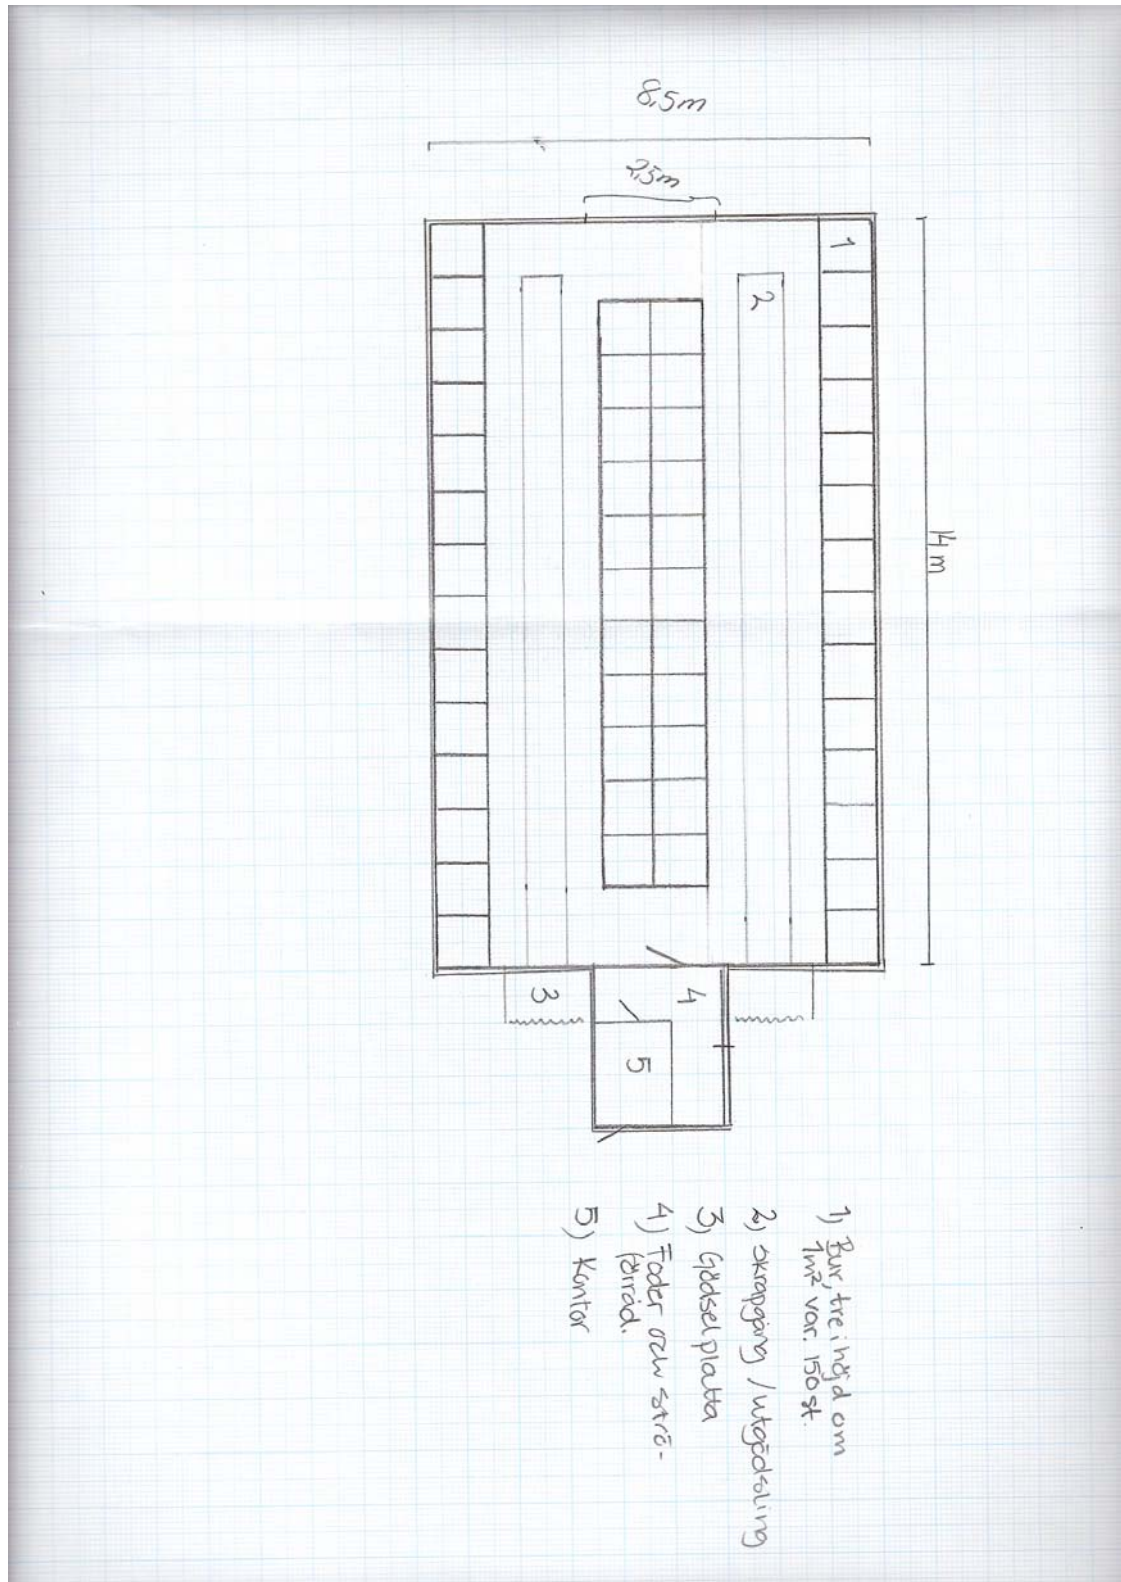 8,5m
2,5m
14 m
1
2
3
4
5
1) Bur, tre i höjd om
1m² var. 150 st.
2) Skrapgång / utgödsling
3) Gödselplatta
4) Foder och strö-
förråd.
5) Kontor